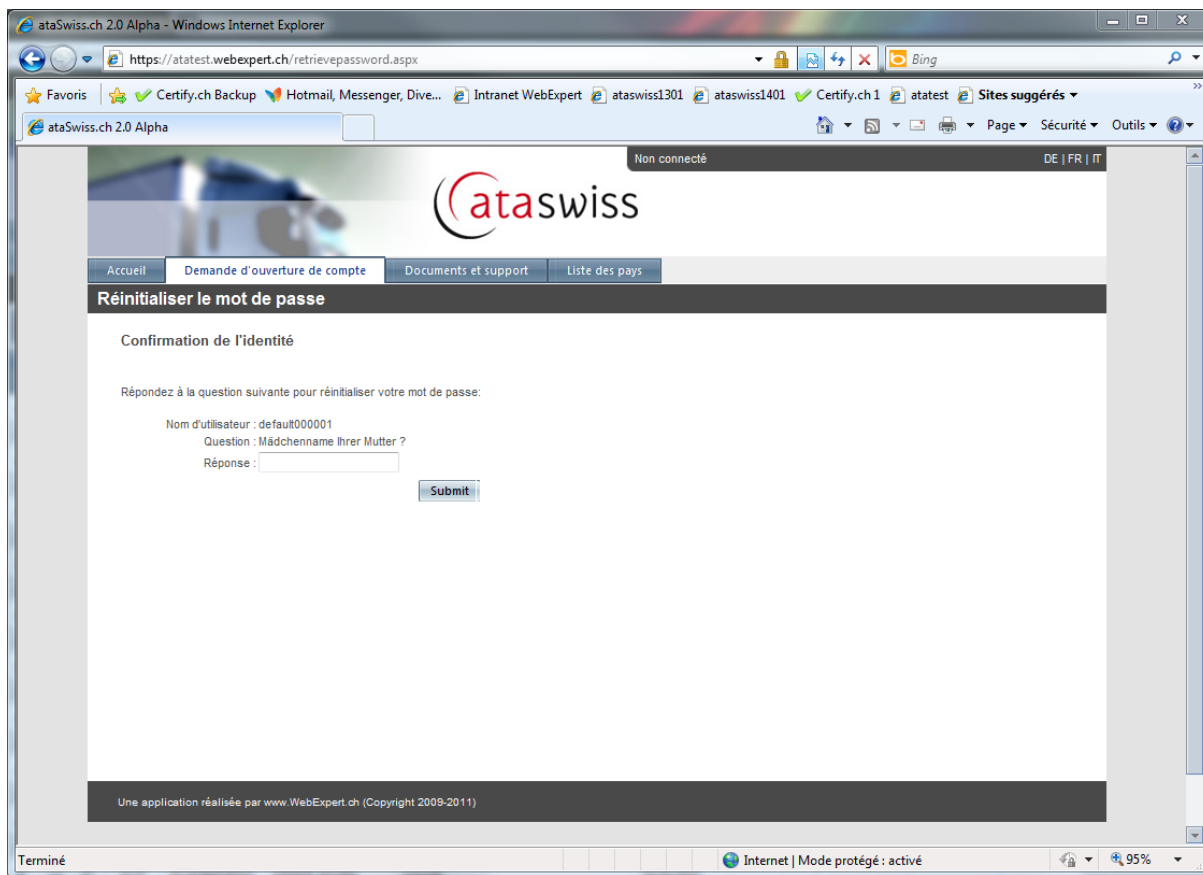 ataSwiss.ch 2.0 Alpha - Windows Internet Explorer
https://atatest.webexpert.ch/retrievepassword.aspx
Bing
Favoris
Certify.ch Backup
Hotmail, Messenger, Dive...
Intranet WebExpert
ataswiss1301
ataswiss1401
Certify.ch 1
atatest
Sites suggérés
ataSwiss.ch 2.0 Alpha
Page
Sécurité
Outils
Non connecté
DE | FR | IT
ataswiss
Accueil
Demande d'ouverture de compte
Documents et support
Liste des pays
Réinitialiser le mot de passe
Confirmation de l'identité
Répondez à la question suivante pour réinitialiser votre mot de passe:
Nom d'utilisateur : default000001
Question : Mädchenname Ihrer Mutter ?
Réponse :
Submit
Une application réalisée par www.WebExpert.ch (Copyright 2009-2011)
Terminé
Internet | Mode protégé : activé
95%